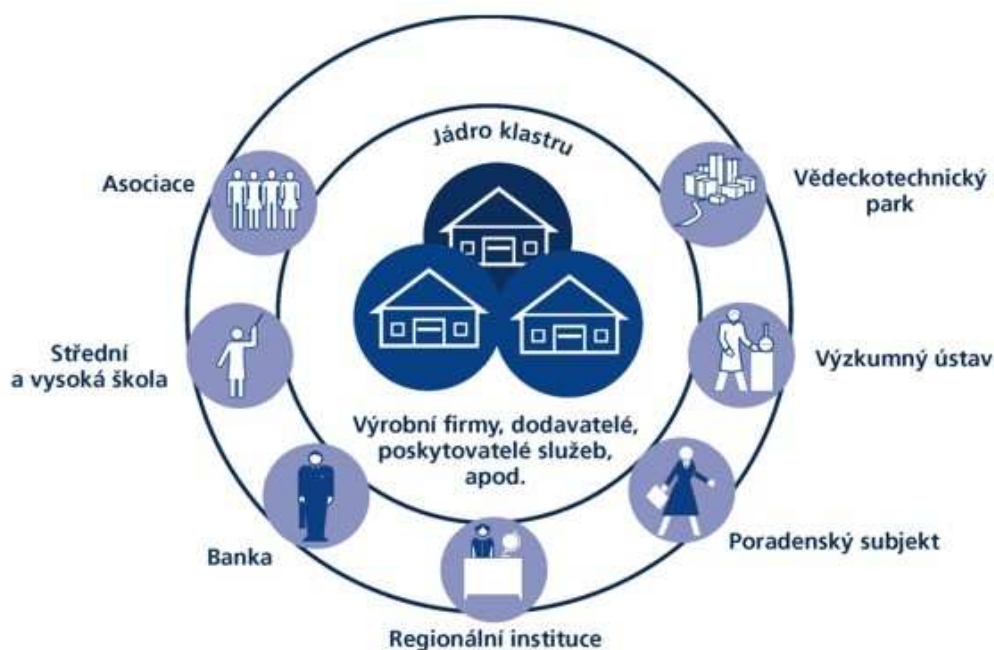 Jádro klastru
Asociace
Vědeckotechnický
park
Střední
a vysoká škola
Výzkumný ústav
Výrobní firmy, dodavatelé,
poskytovatelé služeb,
apod.
Banka
Poradenský subjekt
Regionální instituce